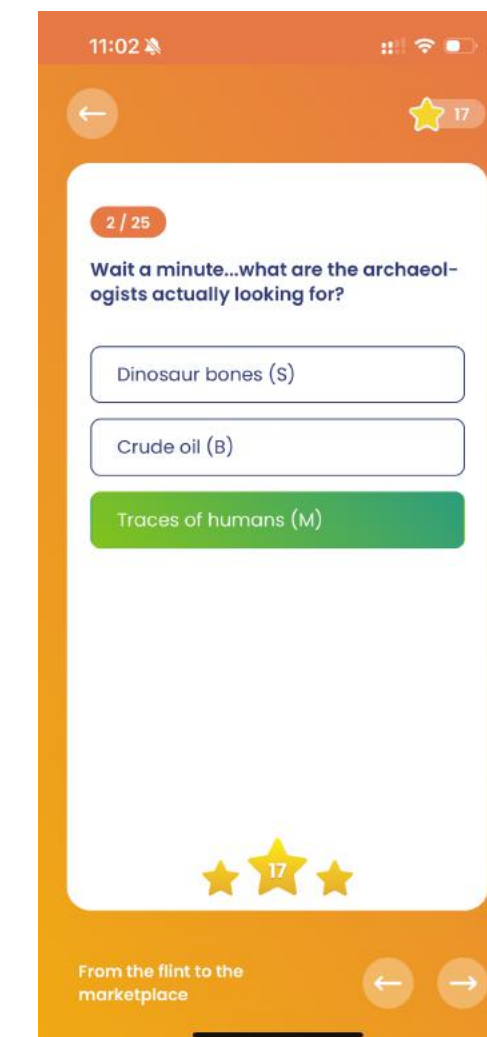 11:02
17
2 / 25
Wait a minute...what are the archaeol-
ogists actually looking for?
Dinosaur bones (S)
Crude oil (B)
Traces of humans (M)
17
From the flint to the
marketplace